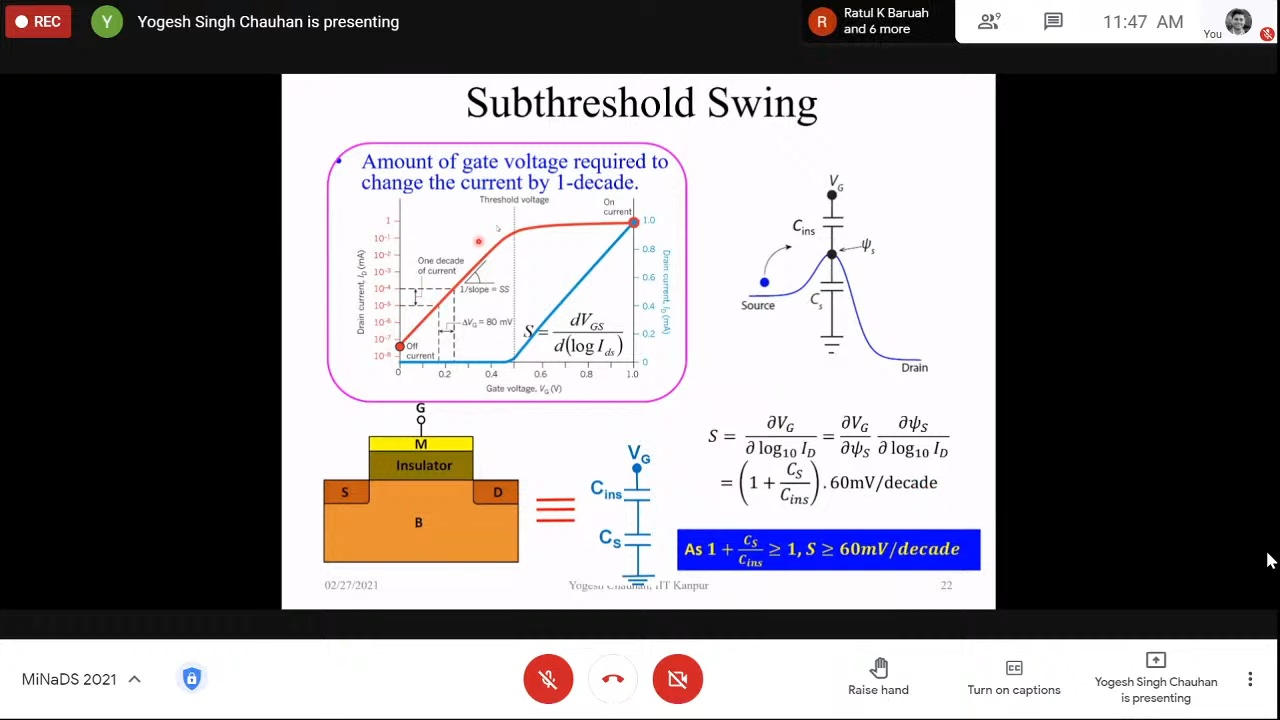 REC
Y
Yogesh Singh Chauhan is presenting
R
Ratul K Baruah
and 6 more
9
11:47 AM
You
Subthreshold Swing
• Amount of gate voltage required to
change the current by 1-decade.
Threshold voltage
On
current
1
10⁻¹
10⁻²
10⁻³
10⁻⁴
10⁻⁵
10⁻⁶
10⁻⁷
10⁻⁸
Drain current, I_D (mA)
One decade
of current
1/slope = SS
ΔV_G = 80 mV
Off
current
S = dV_GS / d(log I_ds)
1.0
0.8
0.6
0.4
0.2
0
Drain current, I_D (mA)
0 0.2 0.4 0.6 0.8 1.0
Gate voltage, V_G (V)
V_G
C_ins
ψ_s
C_s
Source
Drain
G
M
Insulator
S
D
B
V_G
C_ins
C_S
S = ∂V_G / ∂ log₁₀ I_D = ∂V_G / ∂ψ_S ∂ψ_S / ∂ log₁₀ I_D
= (1 + C_S / C_ins) . 60mV/decade
As 1 + C_S / C_ins ≥ 1, S ≥ 60mV/decade
02/27/2021
Yogesh Chauhan, IIT Kanpur
22
MiNaDS 2021
Raise hand
CC
Turn on captions
Yogesh Singh Chauhan
is presenting